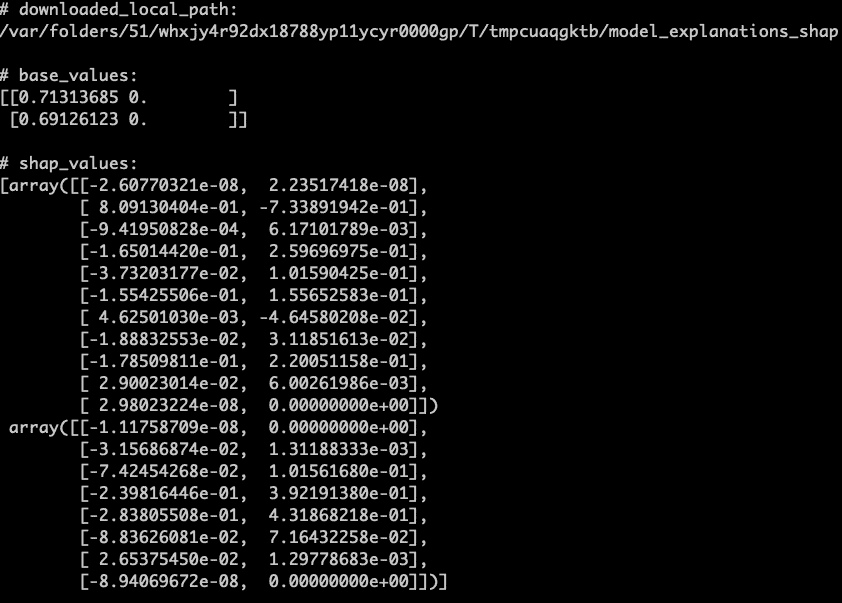 # downloaded_local_path:
/var/folders/51/whxjy4r92dx18788yp11ycyr0000gp/T/tmpcuaqgktb/model_explanations_shap

# base_values:
[[0.71313685 0.        ]
 [0.69126123 0.        ]]

# shap_values:
[array([[-2.60770321e-08,  2.23517418e-08],
        [ 8.09130404e-01, -7.33891942e-01],
        [-9.41950828e-04,  6.17101789e-03],
        [-1.65014420e-01,  2.59696975e-01],
        [-3.73203177e-02,  1.01590425e-01],
        [-1.55425506e-01,  1.55652583e-01],
        [ 4.62501030e-03, -4.64580208e-02],
        [-1.88832553e-02,  3.11851613e-02],
        [-1.78509811e-01,  2.20051158e-01],
        [ 2.90023014e-02,  6.00261986e-03],
        [ 2.98023224e-08,  0.00000000e+00]])
 array([[-1.11758709e-08,  0.00000000e+00],
        [-3.15686874e-02,  1.31188333e-03],
        [-7.42454268e-02,  1.01561680e-01],
        [-2.39816446e-01,  3.92191380e-01],
        [-2.83805508e-01,  4.31868218e-01],
        [-8.83626081e-02,  7.16432258e-02],
        [ 2.65375450e-02,  1.29778683e-03],
        [-8.94069672e-08,  0.00000000e+00]])]